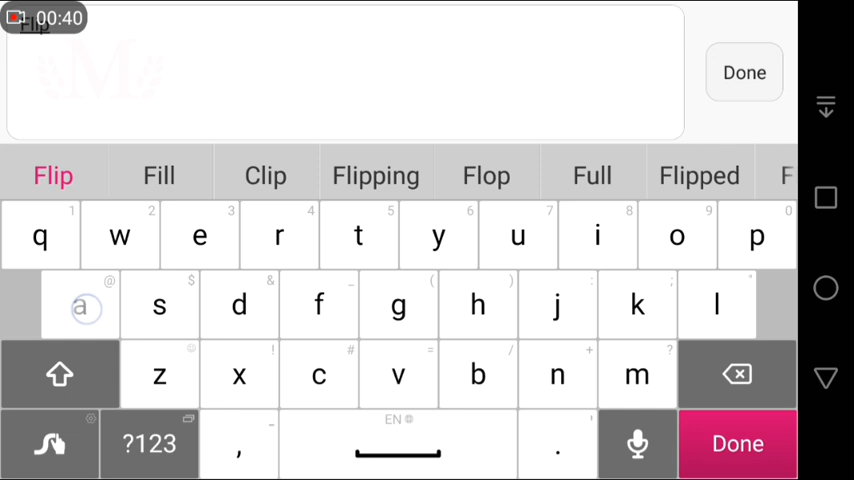 00:40
Flip
M
Done
Flip Fill Clip Flipping Flop Full Flipped F
1 2 3 4 5 6 7 8 9 0
q w e r t y u i o p
@ $ & _ ( ) : ; "
a s d f g h j k l
! # = / + ?
z x c v b n m
EN
?123 , _ . ' Done